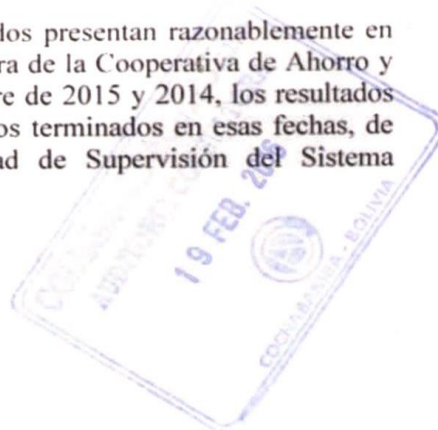 dos presentan razonablemente en
ra de la Cooperativa de Ahorro y
re de 2015 y 2014, los resultados
os terminados en esas fechas, de
ad de Supervisión del Sistema
19 FEB. 2016
COCHABAMBA - BOLIVIA